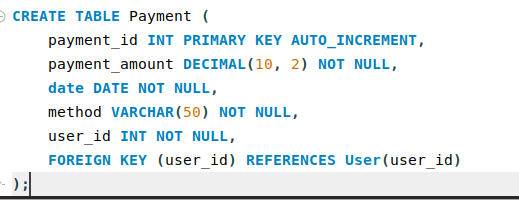 CREATE TABLE Payment (
    payment_id INT PRIMARY KEY AUTO_INCREMENT,
    payment_amount DECIMAL(10, 2) NOT NULL,
    date DATE NOT NULL,
    method VARCHAR(50) NOT NULL,
    user_id INT NOT NULL,
    FOREIGN KEY (user_id) REFERENCES User(user_id)
);